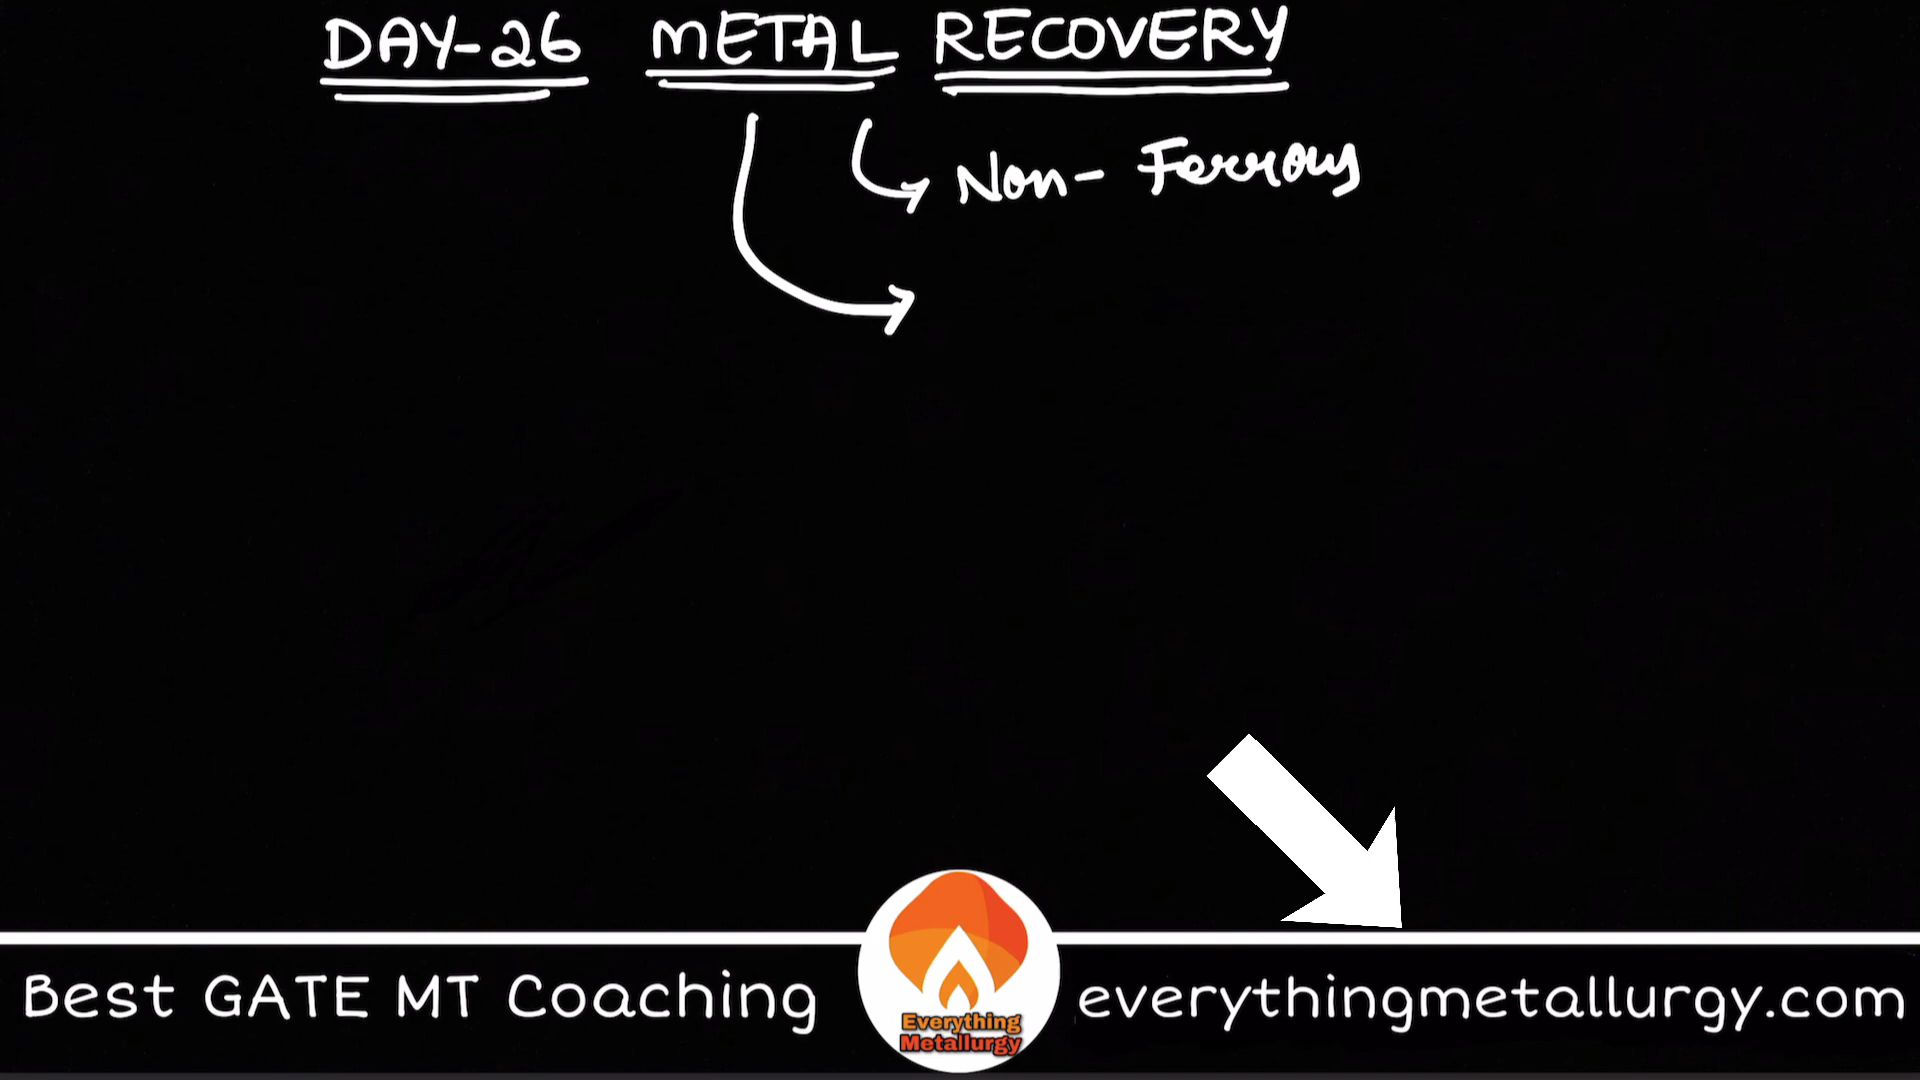 DAY-26 METAL RECOVERY
Non- Ferrous
Best GATE MT Coaching
Everything
Metallurgy
everythingmetallurgy.com